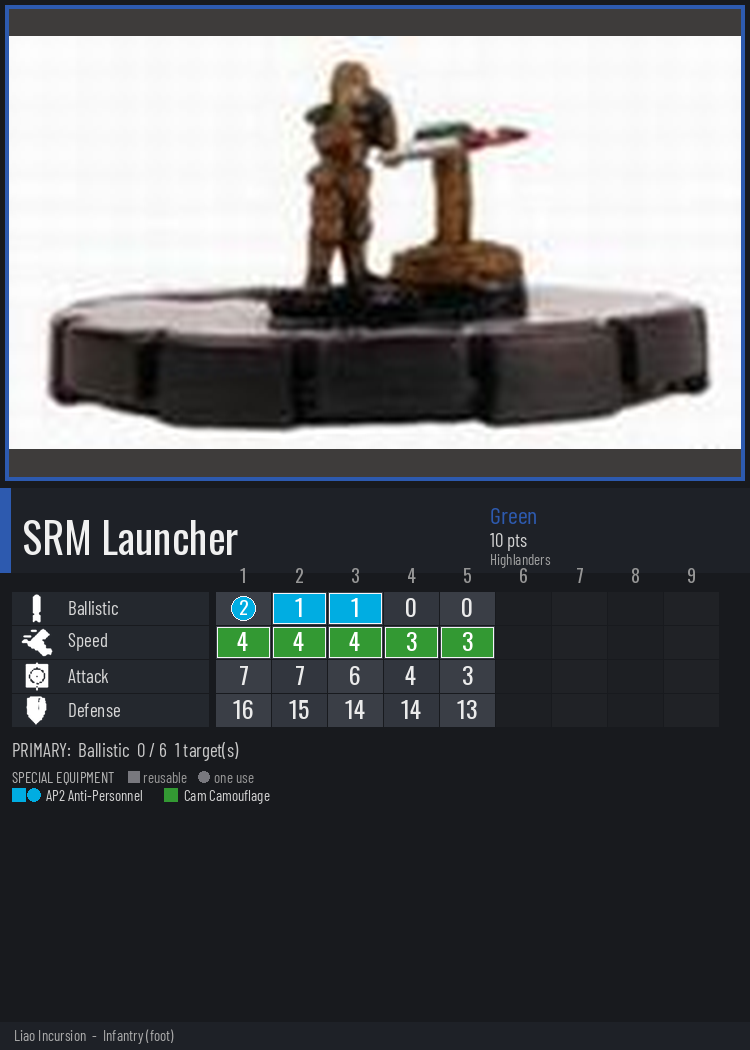 SRM Launcher
Green
10 pts
Highlanders
1 2 3 4 5 6 7 8 9
Ballistic 2 1 1 0 0
Speed 4 4 4 3 3
Attack 7 7 6 4 3
Defense 16 15 14 14 13
PRIMARY: Ballistic 0 / 6 1 target(s)
SPECIAL EQUIPMENT reusable one use
AP2 Anti-Personnel Cam Camouflage
Liao Incursion - Infantry (foot)